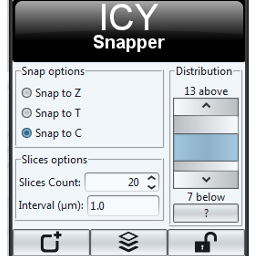 ICY
Snapper
Snap options
Snap to Z
Snap to T
Snap to C
Slices options
Slices Count: 20
Interval (µm): 1.0
Distribution
13 above
7 below
?